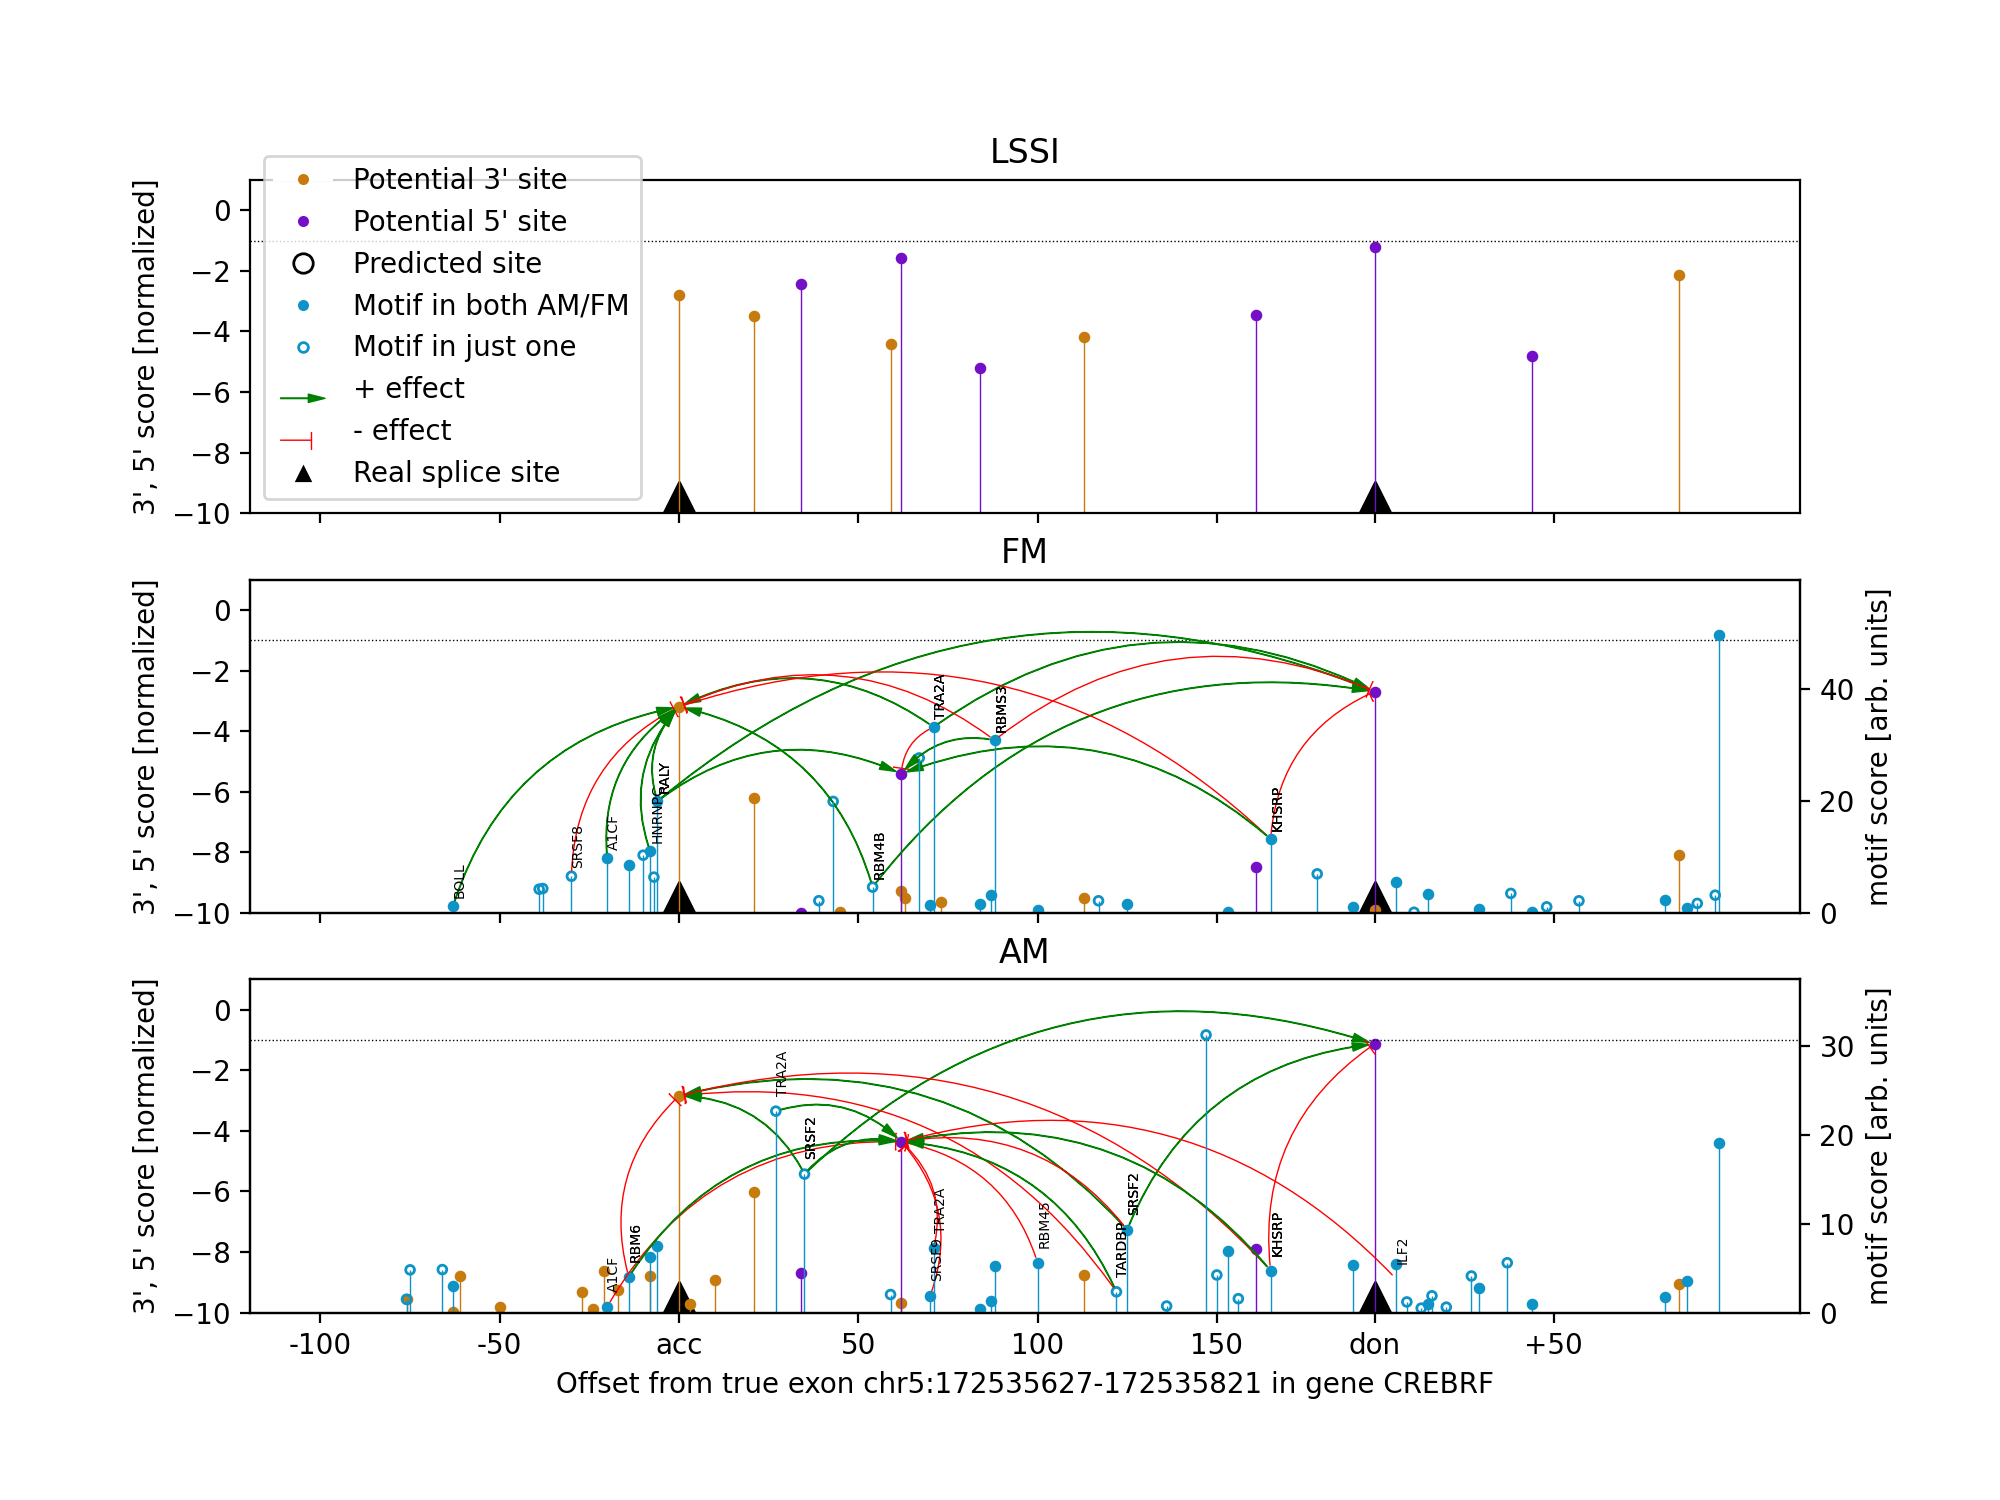 LSSI
3', 5' score [normalized]
0
−2
−4
−6
−8
−10
Potential 3' site
Potential 5' site
Predicted site
Motif in both AM/FM
Motif in just one
+ effect
- effect
Real splice site
FM
3', 5' score [normalized]
0
−2
−4
−6
−8
−10
motif score [arb. units]
40
20
0
BOLL
SRSF8
A1CF
HNRNPC
RALY
RBM4B
TRA2A
RBMS3
KHSRP
AM
3', 5' score [normalized]
0
−2
−4
−6
−8
−10
motif score [arb. units]
30
20
10
0
A1CF
RBM6
TRA2A
SRSF2
SRSF9
TRA2A
RBM45
TARDBP
SRSF2
KHSRP
ILF2
-100 -50 acc 50 100 150 don +50
Offset from true exon chr5:172535627-172535821 in gene CREBRF